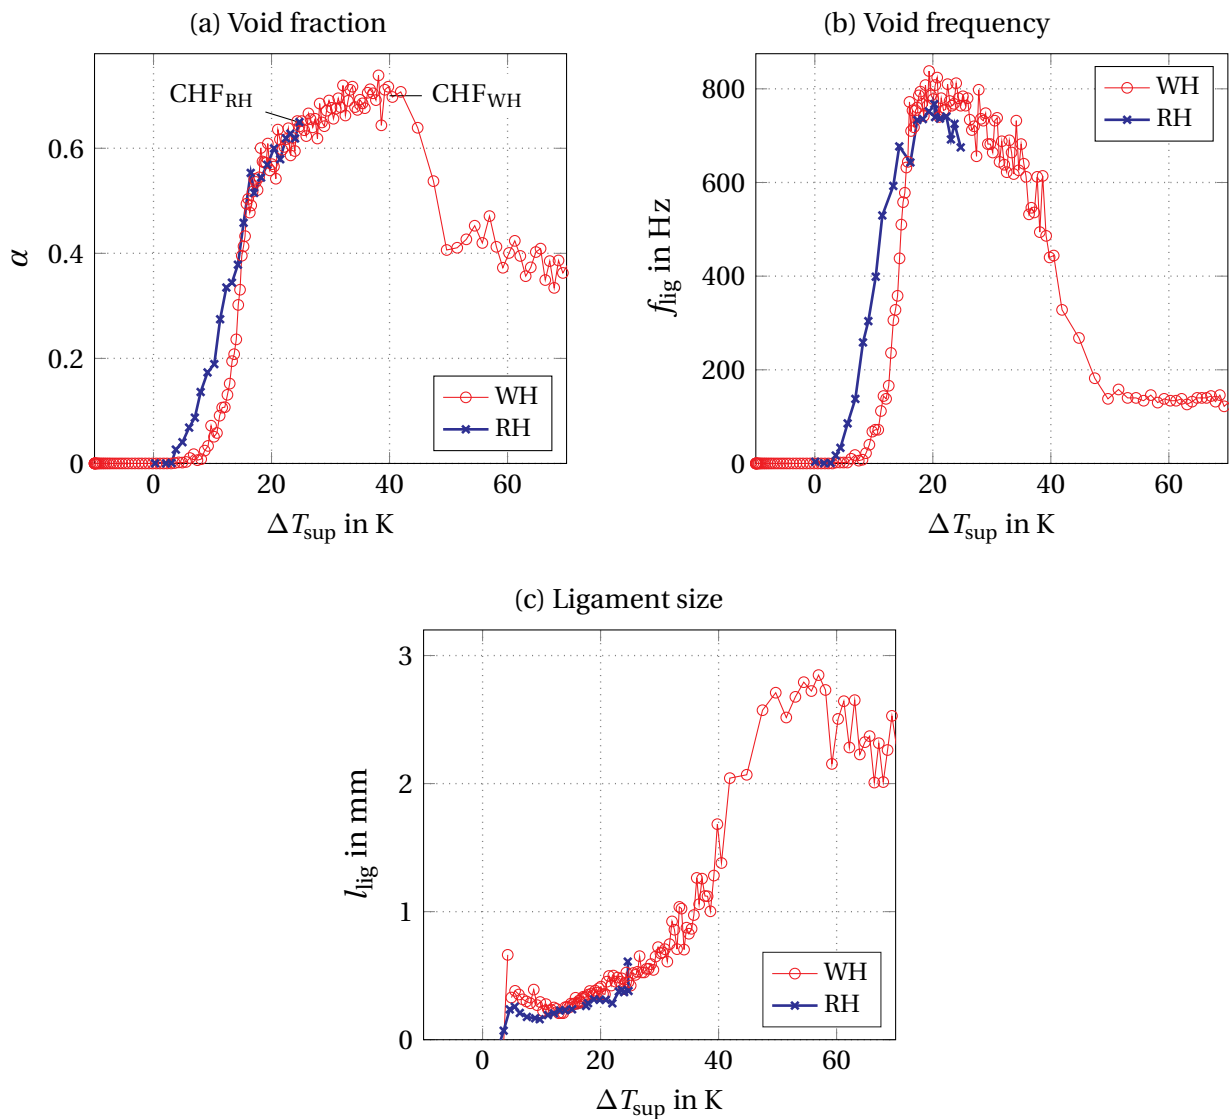 (a) Void fraction
CHF_RH
CHF_WH
0.6
0.4
0.2
0
α
0 20 40 60
ΔT_sup in K
WH
RH
(b) Void frequency
800
600
400
200
0
f_lig in Hz
0 20 40 60
ΔT_sup in K
WH
RH
(c) Ligament size
3
2
1
0
l_lig in mm
0 20 40 60
ΔT_sup in K
WH
RH